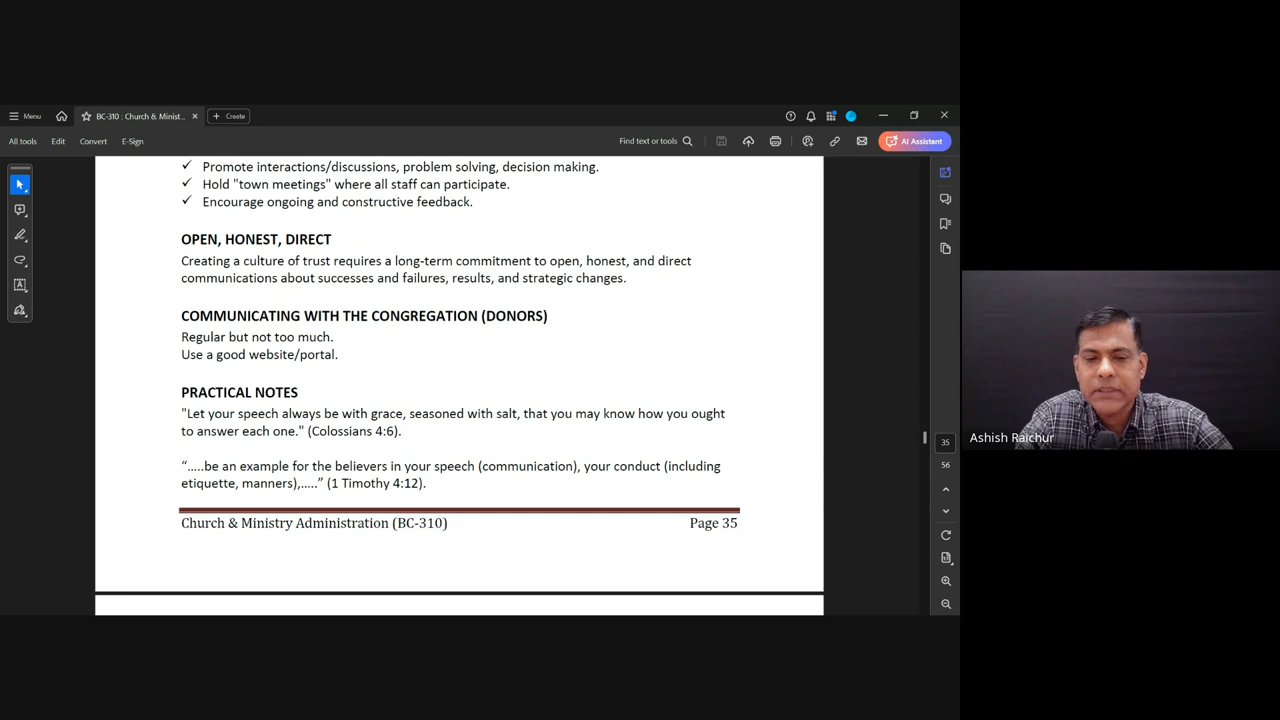 Menu
BC-310 : Church & Minist...
Create
All tools
Edit
Convert
E-Sign
Find text or tools
AI Assistant
✓ Promote interactions/discussions, problem solving, decision making.
✓ Hold "town meetings" where all staff can participate.
✓ Encourage ongoing and constructive feedback.
OPEN, HONEST, DIRECT
Creating a culture of trust requires a long-term commitment to open, honest, and direct
communications about successes and failures, results, and strategic changes.
COMMUNICATING WITH THE CONGREGATION (DONORS)
Regular but not too much.
Use a good website/portal.
PRACTICAL NOTES
"Let your speech always be with grace, seasoned with salt, that you may know how you ought
to answer each one." (Colossians 4:6).
“…..be an example for the believers in your speech (communication), your conduct (including
etiquette, manners),…..” (1 Timothy 4:12).
Church & Ministry Administration (BC-310) Page 35
35
56
Ashish Raichur